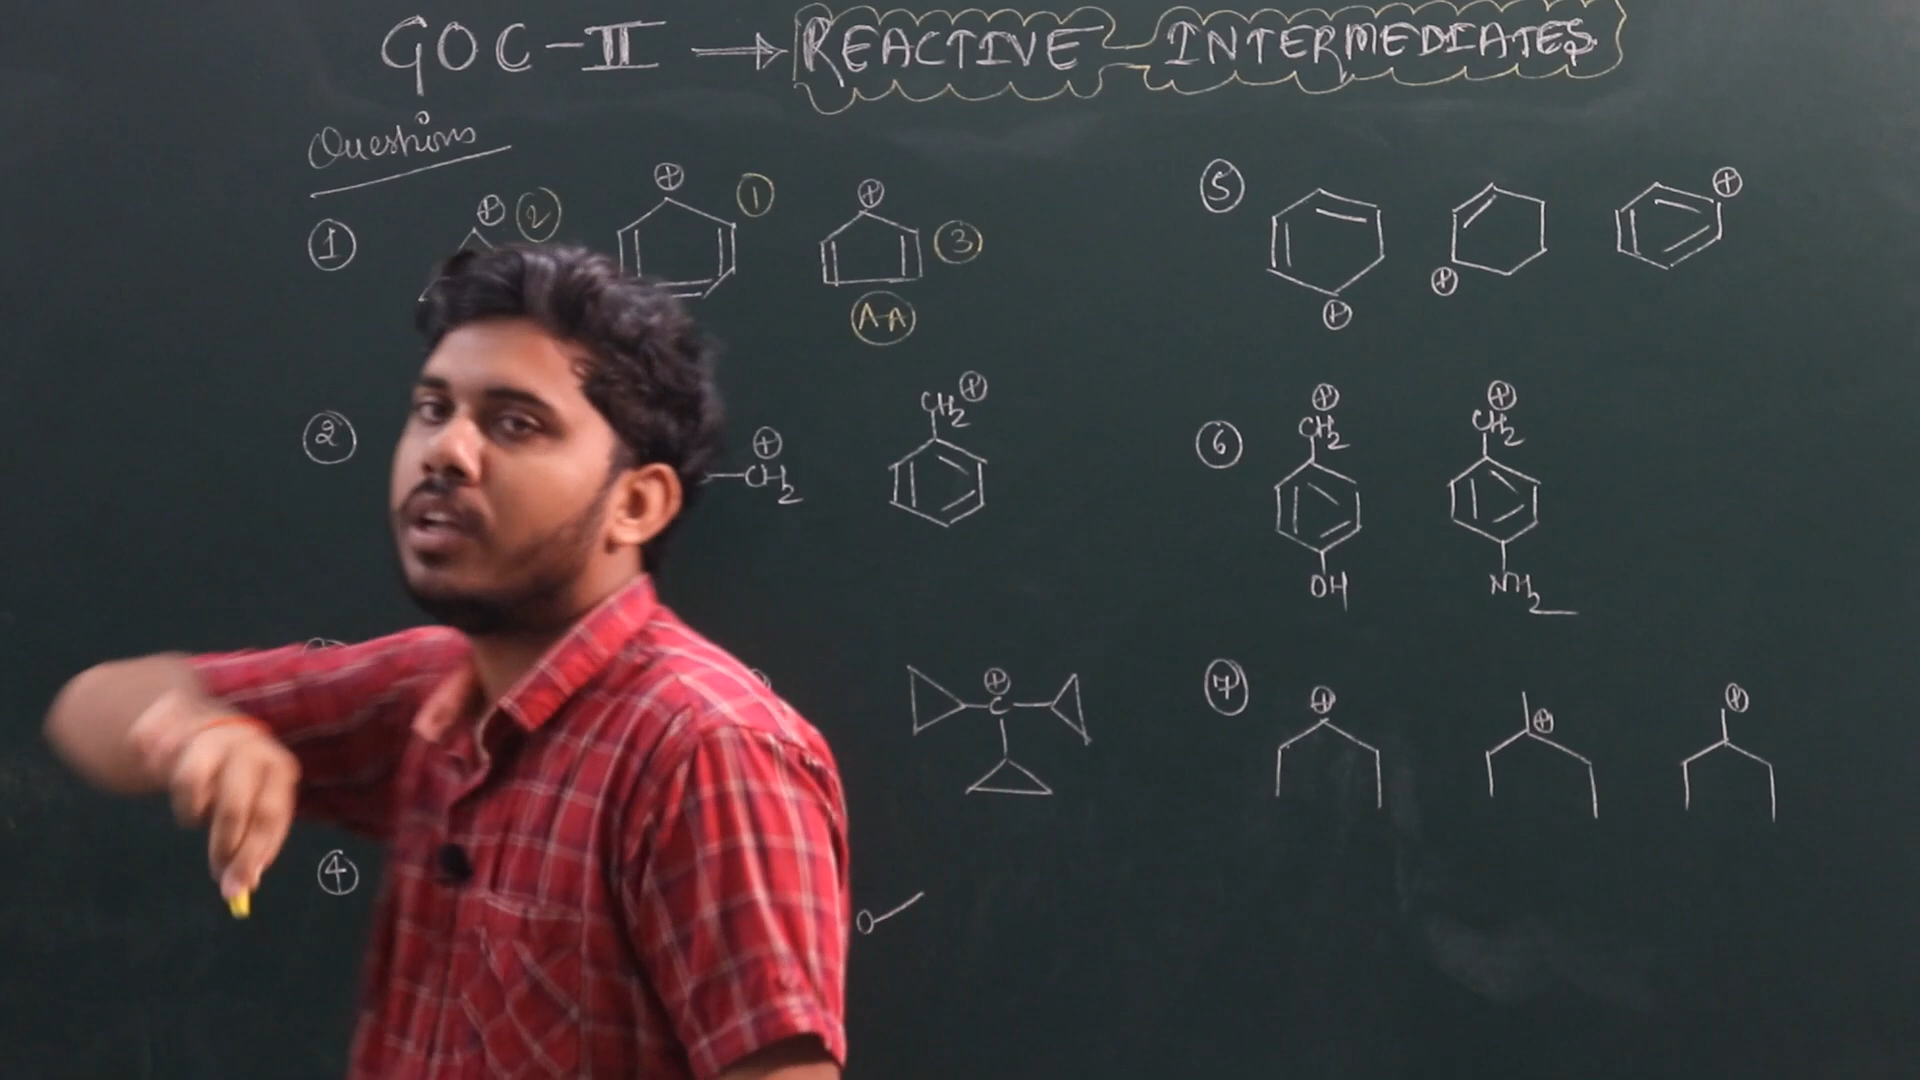 GOC-II → REACTIVE - INTERMEDIATES
Questions
1 ⊕ 2 ⊕ 1 ⊕ 3
A-A
2 ⊕ CH2 CH2 ⊕
⊕ C
4 O
5 ⊕ ⊕ ⊕
6 ⊕ CH2 OH ⊕ CH2 NH2
7 ⊕ ⊕ ⊕